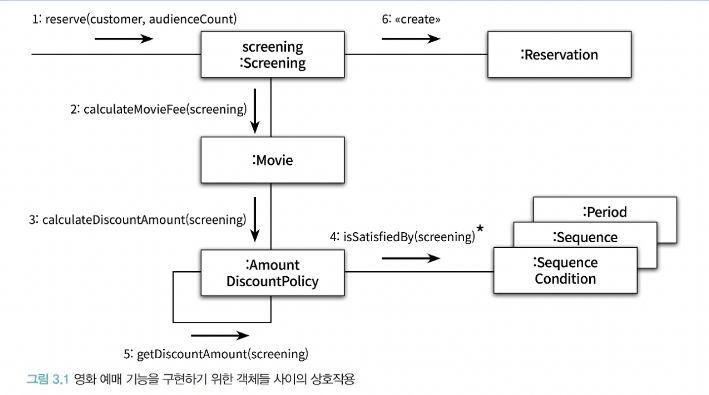 1: reserve(customer, audienceCount)
6: «create»
screening
:Screening
:Reservation
2: calculateMovieFee(screening)
:Movie
3: calculateDiscountAmount(screening)
4: isSatisfiedBy(screening)*
:Period
:Sequence
:Sequence
Condition
:Amount
DiscountPolicy
5: getDiscountAmount(screening)
그림 3.1 영화 예매 기능을 구현하기 위한 객체들 사이의 상호작용